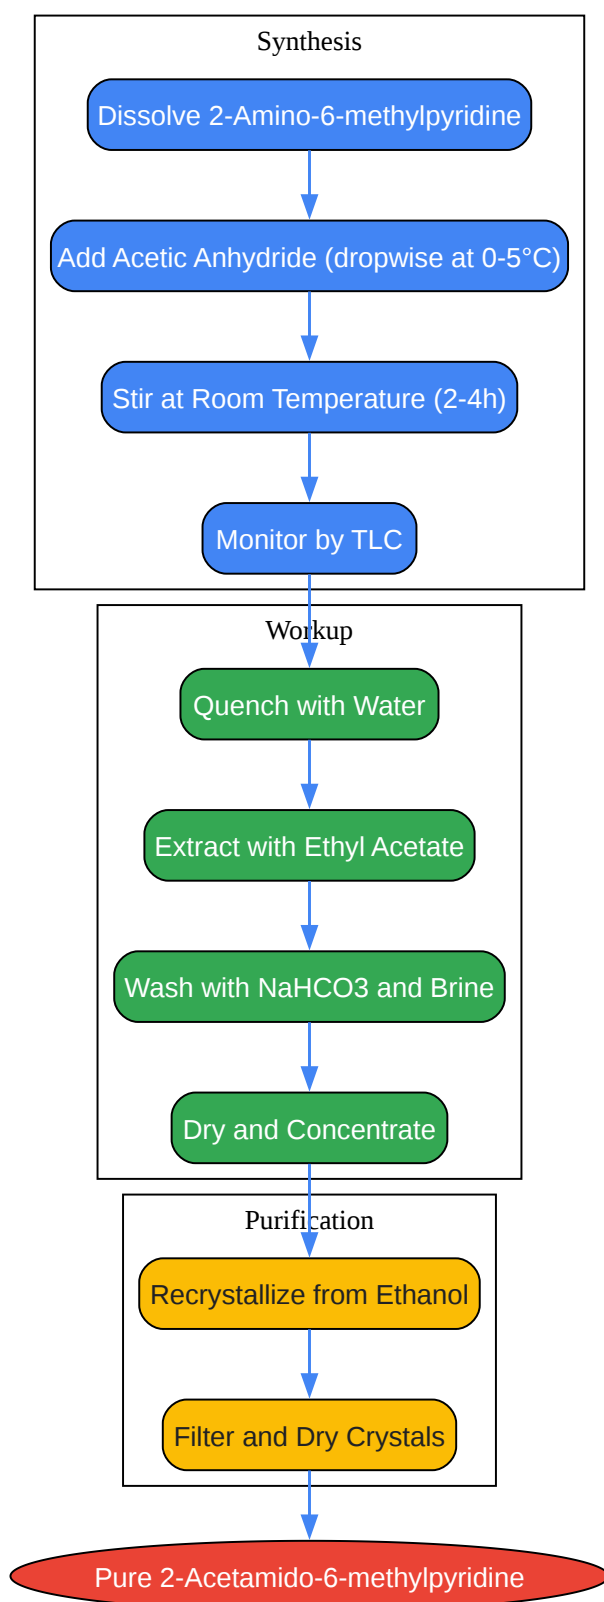 Synthesis
Dissolve 2-Amino-6-methylpyridine
Add Acetic Anhydride (dropwise at 0-5°C)
Stir at Room Temperature (2-4h)
Monitor by TLC
Workup
Quench with Water
Extract with Ethyl Acetate
Wash with NaHCO3 and Brine
Dry and Concentrate
Purification
Recrystallize from Ethanol
Filter and Dry Crystals
Pure 2-Acetamido-6-methylpyridine